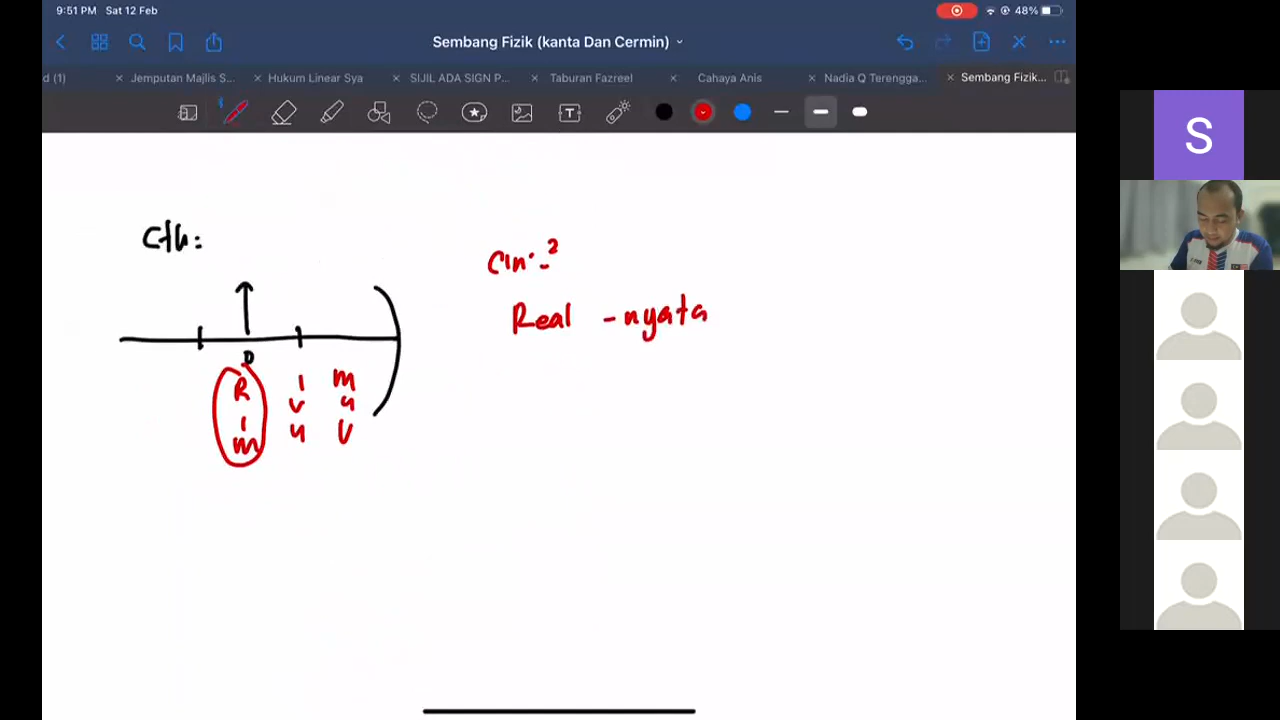 9:51 PM Sat 12 Feb
48%
Sembang Fizik (kanta Dan Cermin)
d (1)
Jemputan Majlis S...
Hukum Linear Sya
SIJIL ADA SIGN P...
Taburan Fazreel
Cahaya Anis
Nadia Q Terengga...
Sembang Fizik...
S
Cth:
Real - nyata
R I M
I V U
M U V